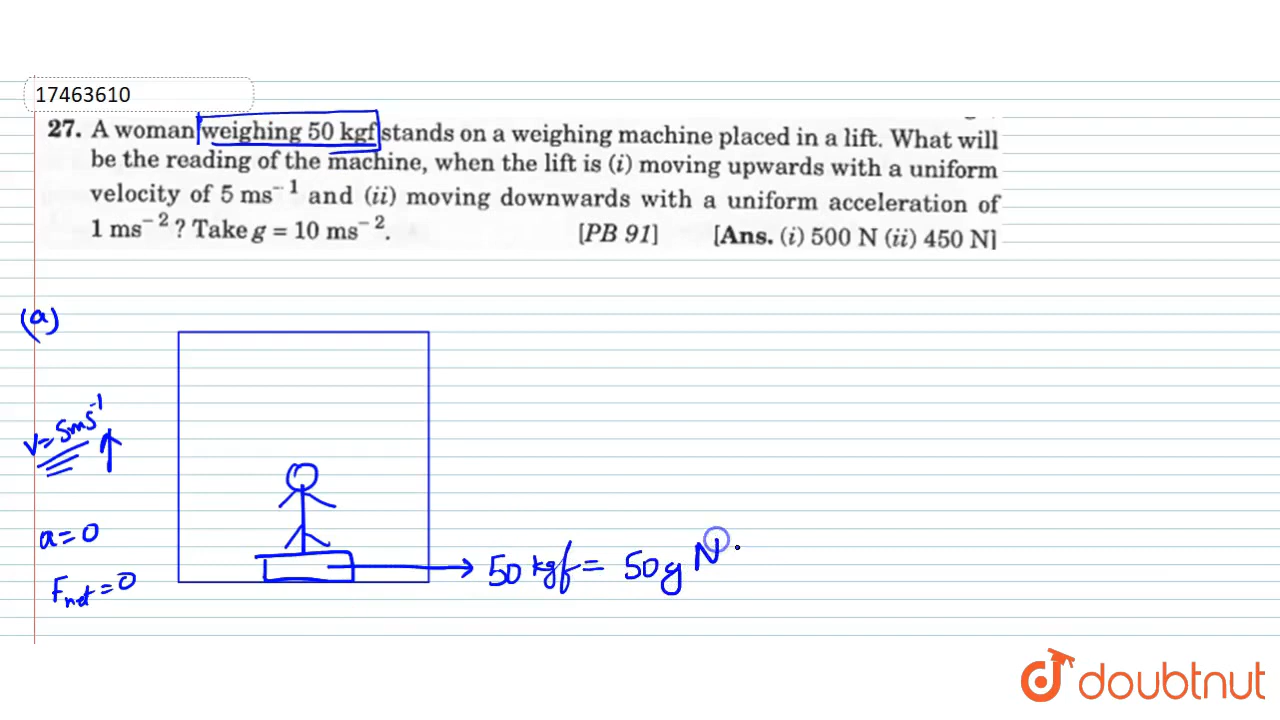 17463610
27. A woman weighing 50 kgf stands on a weighing machine placed in a lift. What will
be the reading of the machine, when the lift is (i) moving upwards with a uniform
velocity of 5 ms⁻¹ and (ii) moving downwards with a uniform acceleration of
1 ms⁻² ? Take g = 10 ms⁻². [PB 91] [Ans. (i) 500 N (ii) 450 N]
(a)
v=5ms⁻¹
a=0
Fnet=0
50 kgf = 50g N
doubtnut